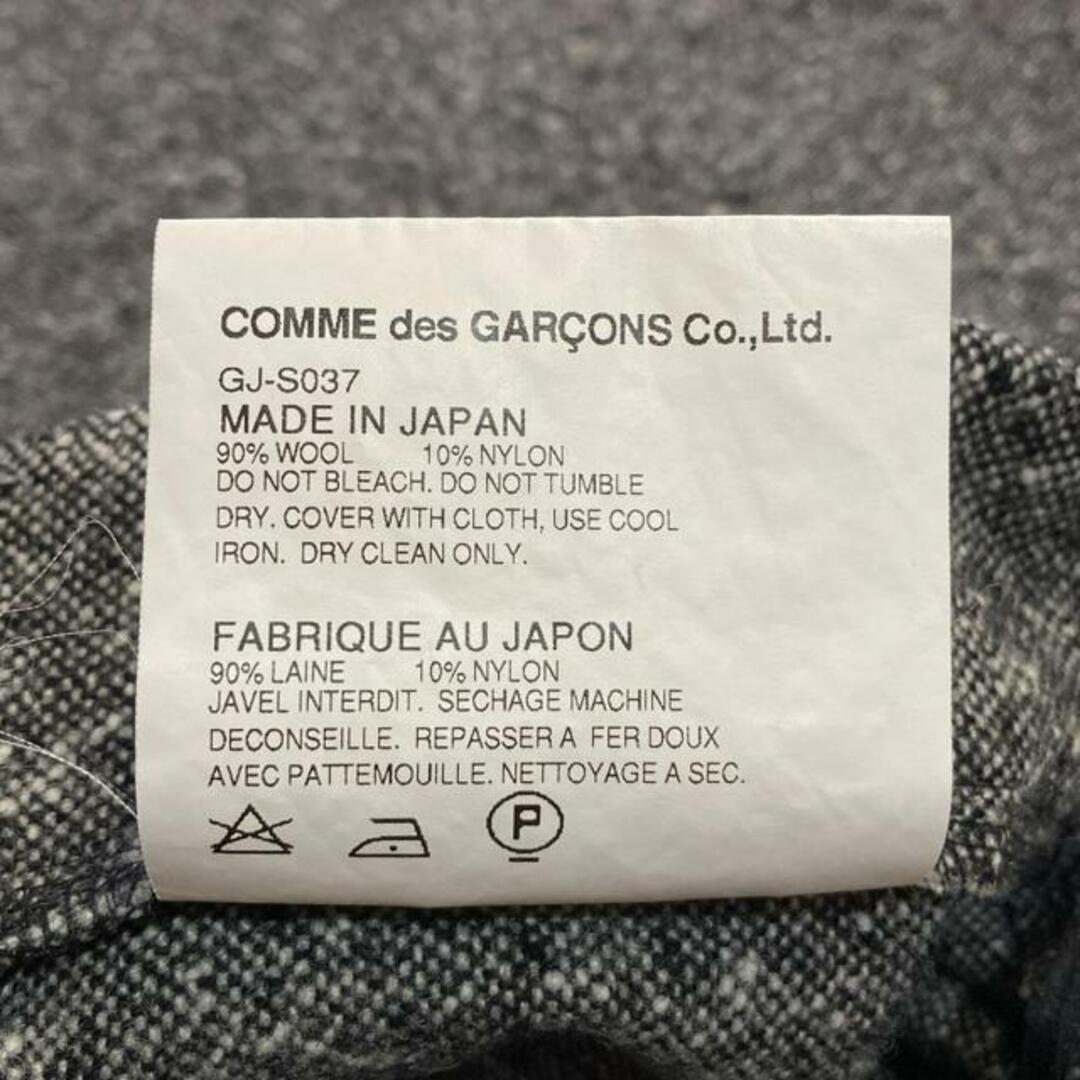 COMME des GARÇONS Co.,Ltd.
GJ-S037
MADE IN JAPAN
90% WOOL 10% NYLON
DO NOT BLEACH. DO NOT TUMBLE
DRY. COVER WITH CLOTH, USE COOL
IRON. DRY CLEAN ONLY.
FABRIQUE AU JAPON
90% LAINE 10% NYLON
JAVEL INTERDIT. SECHAGE MACHINE
DECONSEILLE. REPASSER A FER DOUX
AVEC PATTEMOUILLE. NETTOYAGE A SEC.
P